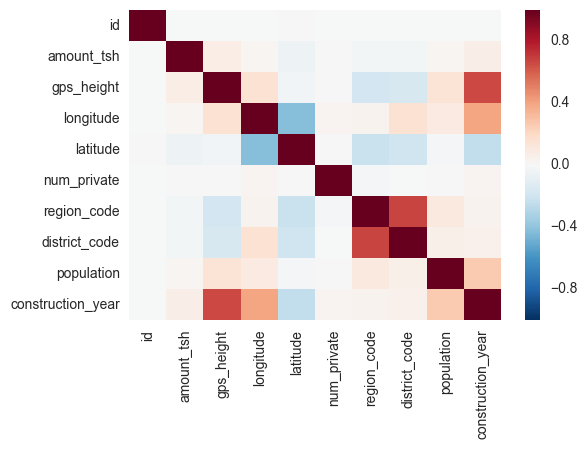 id
amount_tsh
gps_height
longitude
latitude
num_private
region_code
district_code
population
construction_year
id
amount_tsh
gps_height
longitude
latitude
num_private
region_code
district_code
population
construction_year
0.8
0.4
0.0
−0.4
−0.8